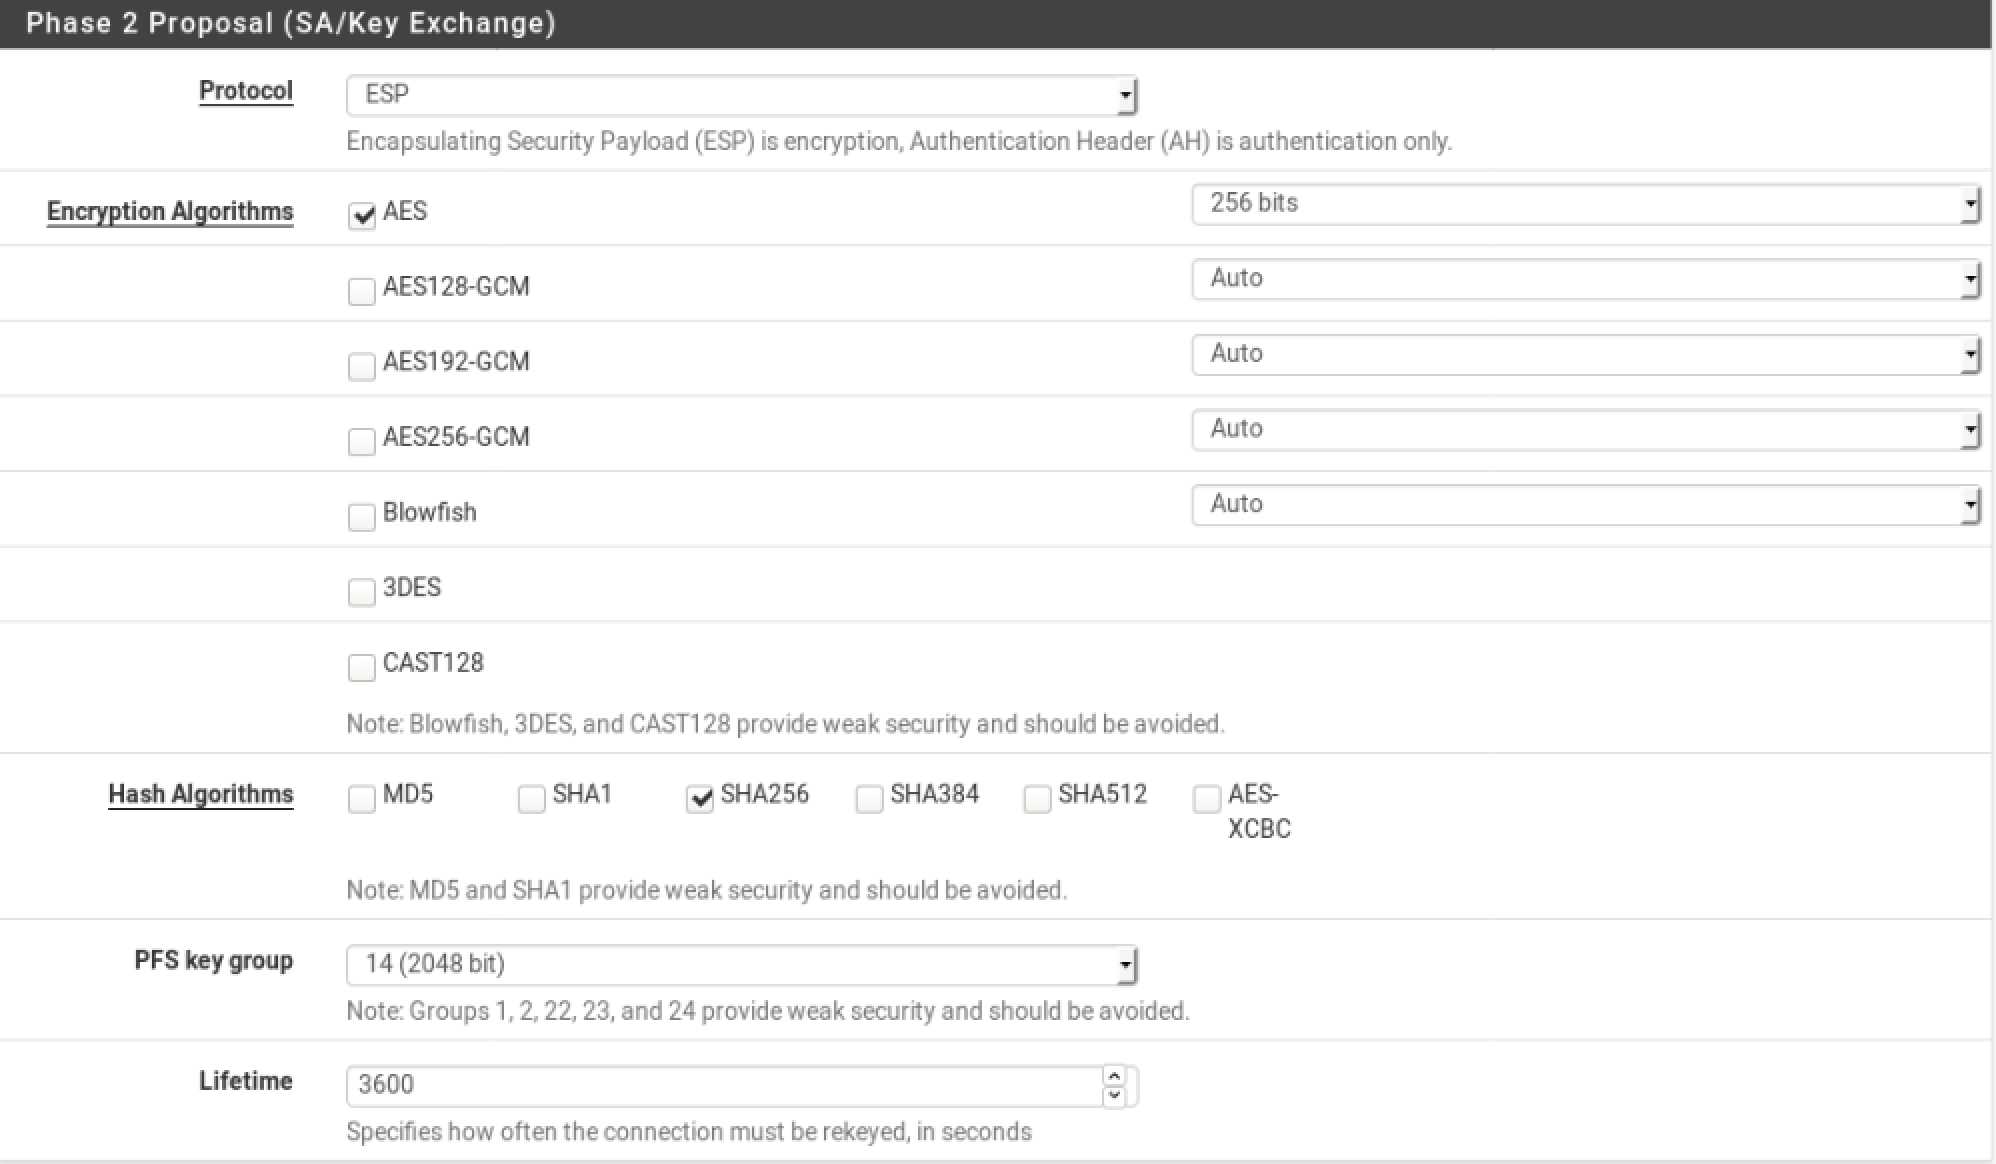 Phase 2 Proposal (SA/Key Exchange)
Protocol
ESP
Encapsulating Security Payload (ESP) is encryption, Authentication Header (AH) is authentication only.
Encryption Algorithms
AES
256 bits
AES128-GCM
Auto
AES192-GCM
Auto
AES256-GCM
Auto
Blowfish
Auto
3DES
CAST128
Note: Blowfish, 3DES, and CAST128 provide weak security and should be avoided.
Hash Algorithms
MD5
SHA1
SHA256
SHA384
SHA512
AES-
XCBC
Note: MD5 and SHA1 provide weak security and should be avoided.
PFS key group
14 (2048 bit)
Note: Groups 1, 2, 22, 23, and 24 provide weak security and should be avoided.
Lifetime
3600
Specifies how often the connection must be rekeyed, in seconds